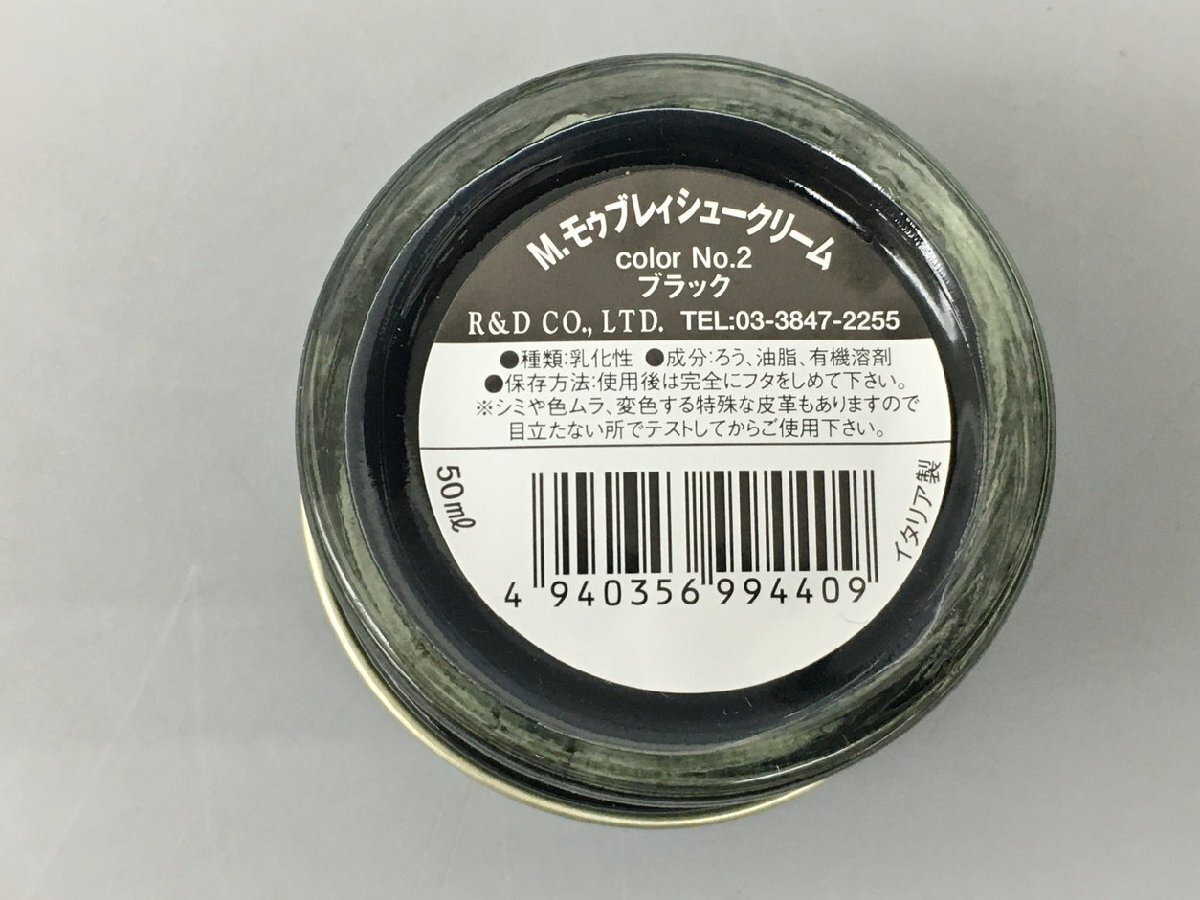 M.モゥブレィシュークリーム
color No.2
ブラック
R&D CO., LTD. TEL:03-3847-2255
●種類:乳化性 ●成分:ろう、油脂、有機溶剤
●保存方法:使用後は完全にフタをしめて下さい。
※シミや色ムラ、変色する特殊な皮革もありますので
目立たない所でテストしてからご使用下さい。
50mℓ
イタリア製
4 940356 994409